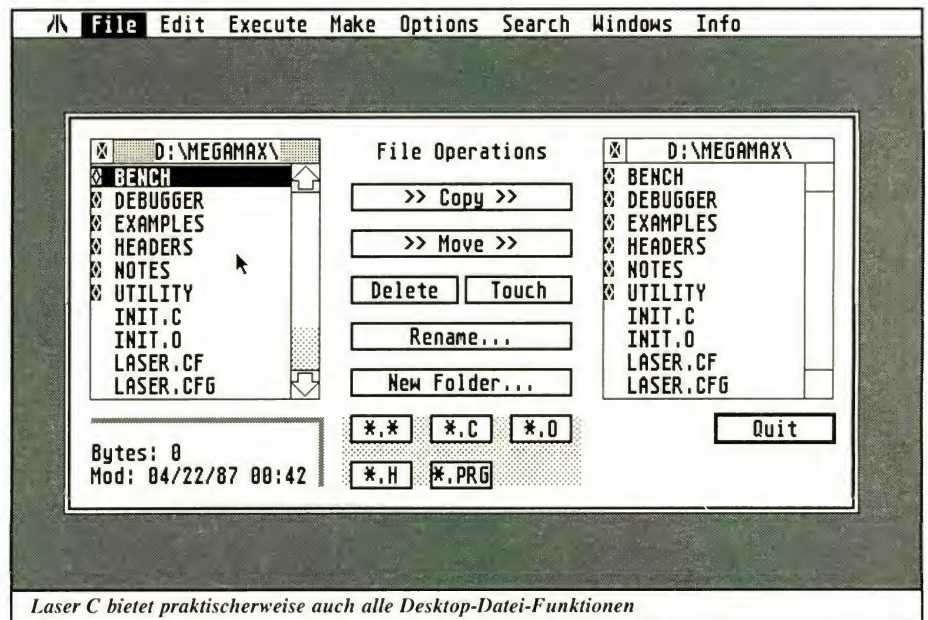 File Edit Execute Make Options Search Windows Info
D:\MEGAMAX\
BENCH
DEBUGGER
EXAMPLES
HEADERS
NOTES
UTILITY
INIT.C
INIT.O
LASER.CF
LASER.CFG
Bytes: 0
Mod: 04/22/87 00:42
File Operations
>> Copy >>
>> Move >>
Delete Touch
Rename...
New Folder...
*.* *.C *.O
*.H *.PRG
D:\MEGAMAX\
BENCH
DEBUGGER
EXAMPLES
HEADERS
NOTES
UTILITY
INIT.C
INIT.O
LASER.CF
LASER.CFG
Quit
Laser C bietet praktischerweise auch alle Desktop-Datei-Funktionen